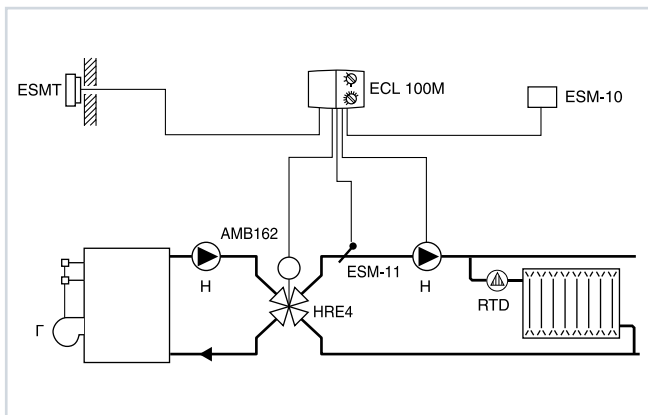 ESMT
ECL 100M
ESM-10
AMB162
H
ESM-11
H
HRE4
RTD
Г